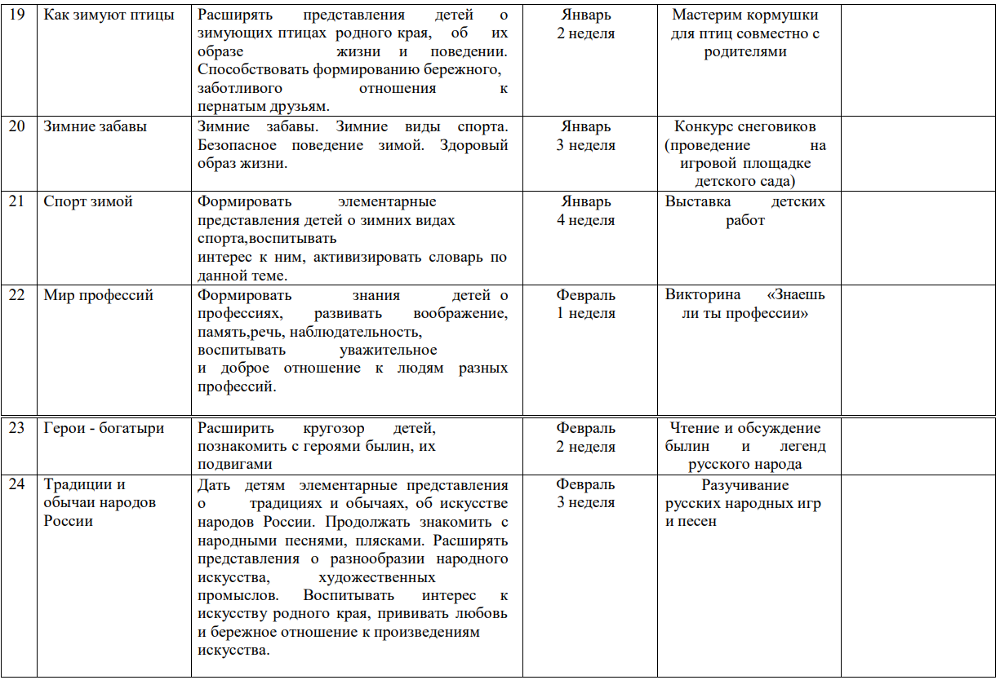 19
Как зимуют птицы
Расширять представления детей о
зимующих птицах родного края, об их
образе жизни и поведении.
Способствовать формированию бережного,
заботливого отношения к
пернатым друзьям.
Январь
2 неделя
Мастерим кормушки
для птиц совместно с
родителями
20
Зимние забавы
Зимние забавы. Зимние виды спорта.
Безопасное поведение зимой. Здоровый
образ жизни.
Январь
3 неделя
Конкурс снеговиков
(проведение на
игровой площадке
детского сада)
21
Спорт зимой
Формировать элементарные
представления детей о зимних видах
спорта,воспитывать
интерес к ним, активизировать словарь по
данной теме.
Январь
4 неделя
Выставка детских
работ
22
Мир профессий
Формировать знания детей о
профессиях, развивать воображение,
память,речь, наблюдательность,
воспитывать уважительное
и доброе отношение к людям разных
профессий.
Февраль
1 неделя
Викторина «Знаешь
ли ты профессии»
23
Герои - богатыри
Расширить кругозор детей,
познакомить с героями былин, их
подвигами
Февраль
2 неделя
Чтение и обсуждение
былин и легенд
русского народа
24
Традиции и
обычаи народов
России
Дать детям элементарные представления
о традициях и обычаях, об искусстве
народов России. Продолжать знакомить с
народными песнями, плясками. Расширять
представления о разнообразии народного
искусства, художественных
промыслов. Воспитывать интерес к
искусству родного края, прививать любовь
и бережное отношение к произведениям
искусства.
Февраль
3 неделя
Разучивание
русских народных игр
и песен